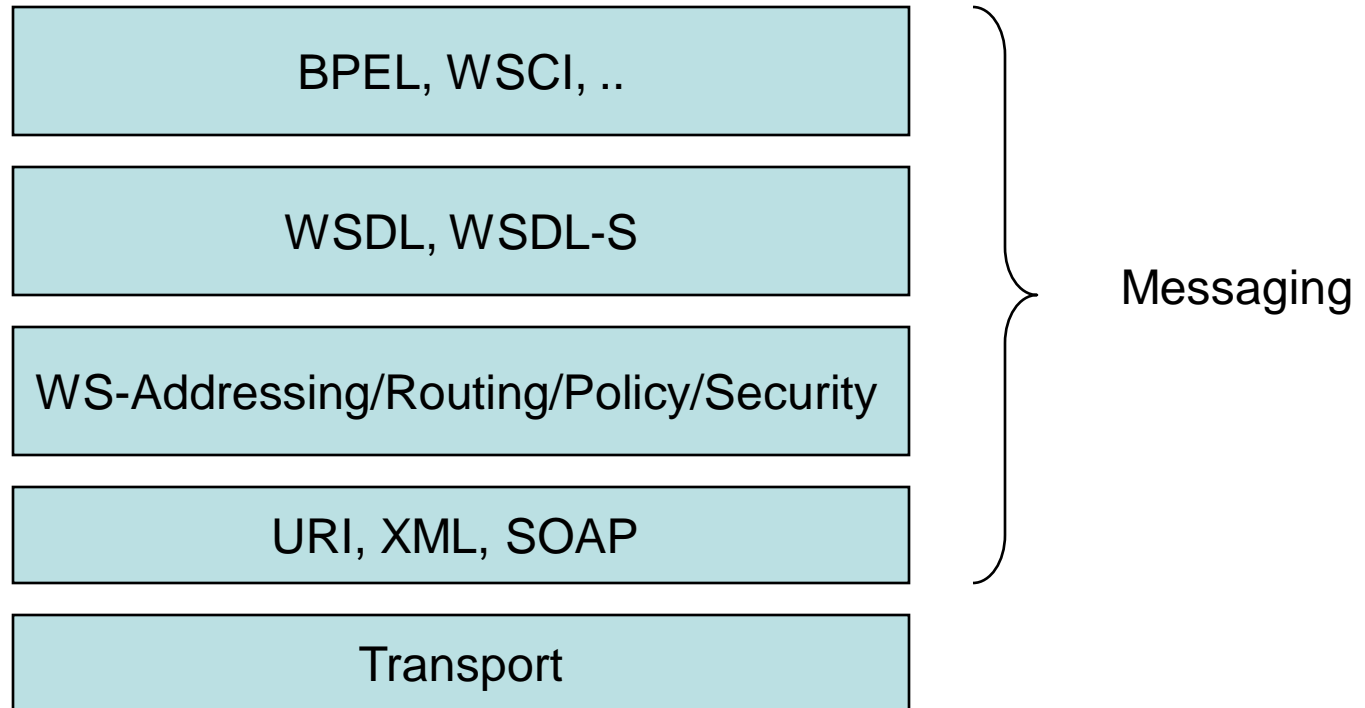 BPEL, WSCI, ..
WSDL, WSDL-S
Messaging
WS-Addressing/Routing/Policy/Security
URI, XML, SOAP
Transport